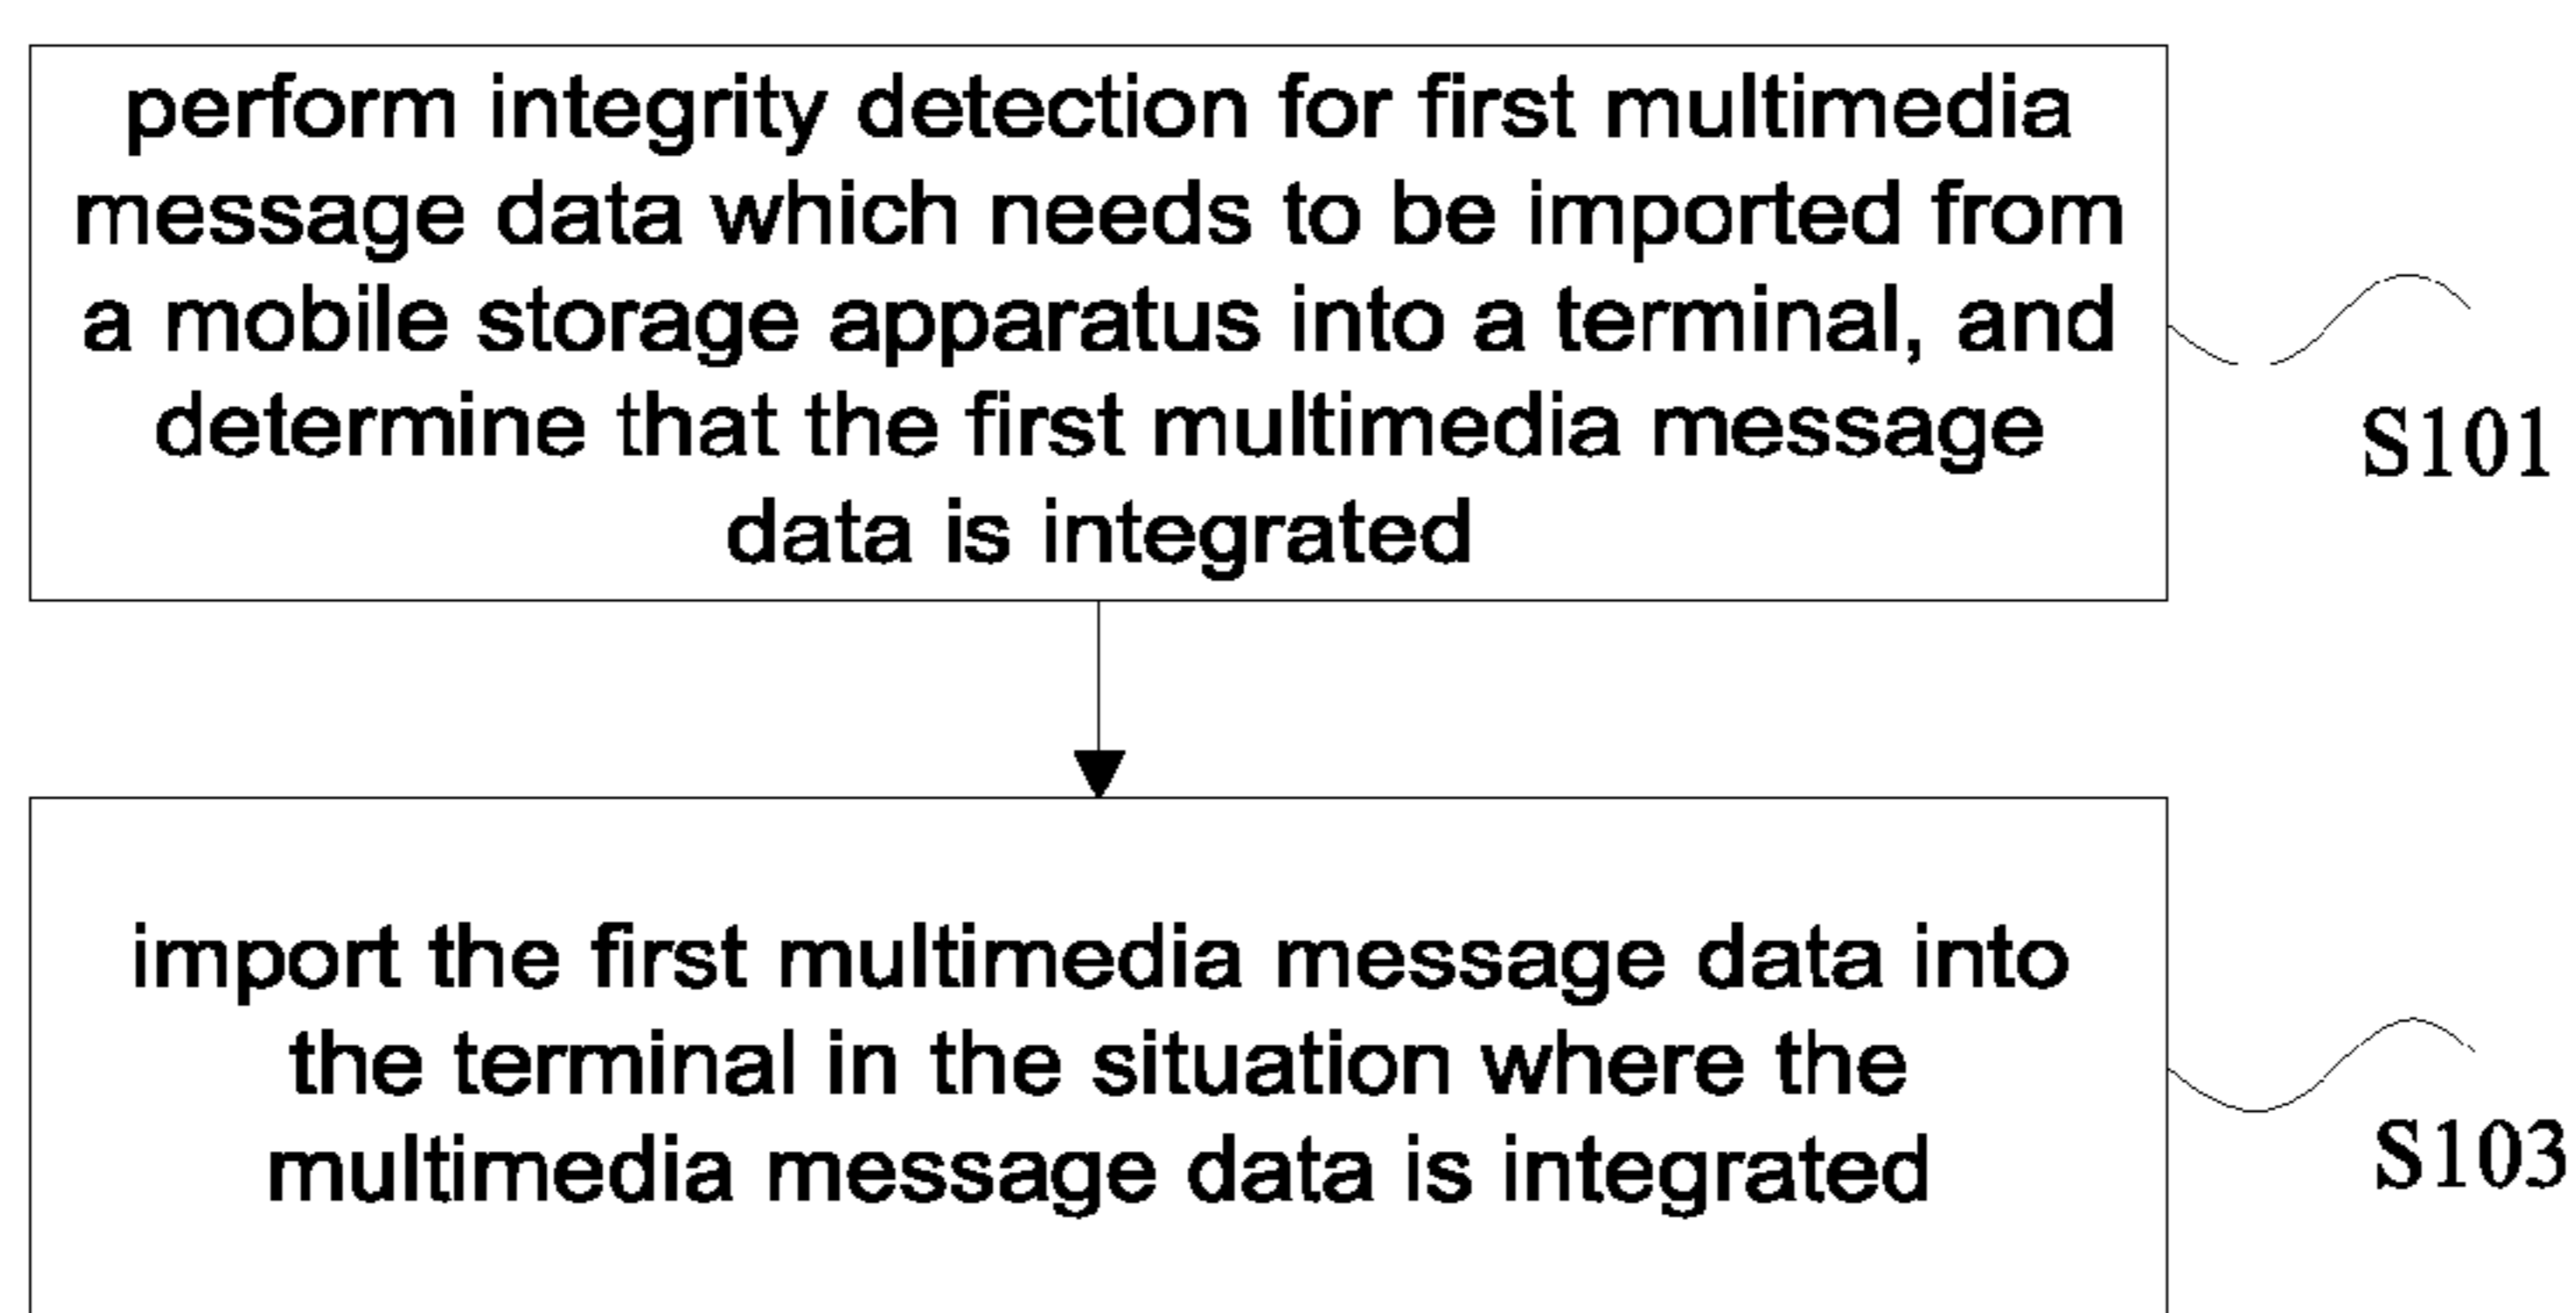 perform integrity detection for first multimedia
message data which needs to be imported from
a mobile storage apparatus into a terminal, and
determine that the first multimedia message
data is integrated
S101
import the first multimedia message data into
the terminal in the situation where the
multimedia message data is integrated
S103